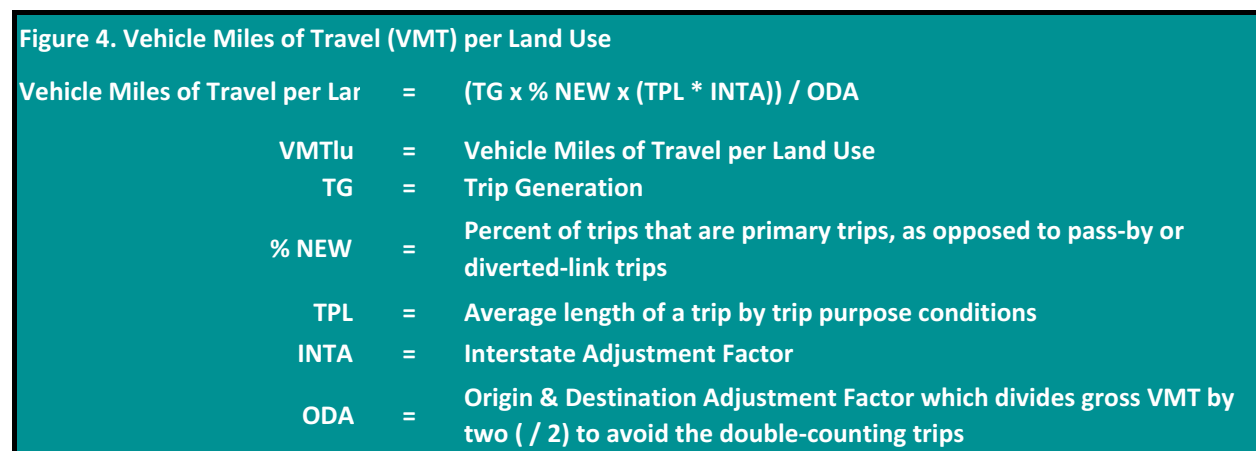 Figure 4. Vehicle Miles of Travel (VMT) per Land Use
Vehicle Miles of Travel per Lar = (TG x % NEW x (TPL * INTA)) / ODA
VMTlu = Vehicle Miles of Travel per Land Use
TG = Trip Generation
% NEW = Percent of trips that are primary trips, as opposed to pass-by or
diverted-link trips
TPL = Average length of a trip by trip purpose conditions
INTA = Interstate Adjustment Factor
ODA = Origin & Destination Adjustment Factor which divides gross VMT by
two ( / 2) to avoid the double-counting trips